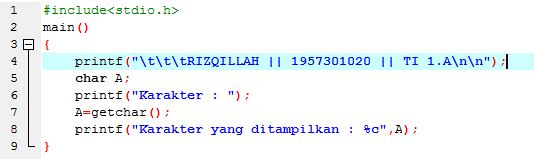 1 #include<stdio.h>
2 main()
3 {
4 printf("\t\t\tRIZQILLAH || 1957301020 || TI 1.A\n\n");
5 char A;
6 printf("Karakter : ");
7 A=getchar();
8 printf("Karakter yang ditampilkan : %c",A);
9 }